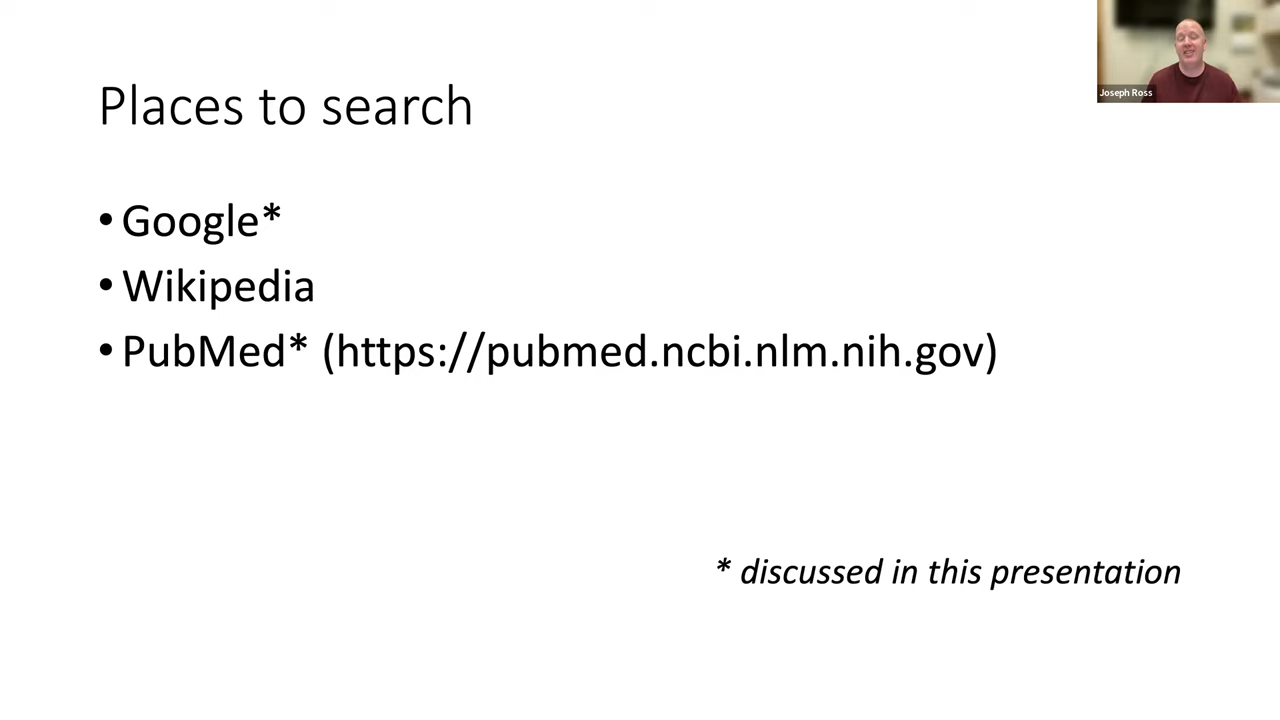 Places to search
Joseph Ross
• Google*
• Wikipedia
• PubMed* (https://pubmed.ncbi.nlm.nih.gov)
* discussed in this presentation